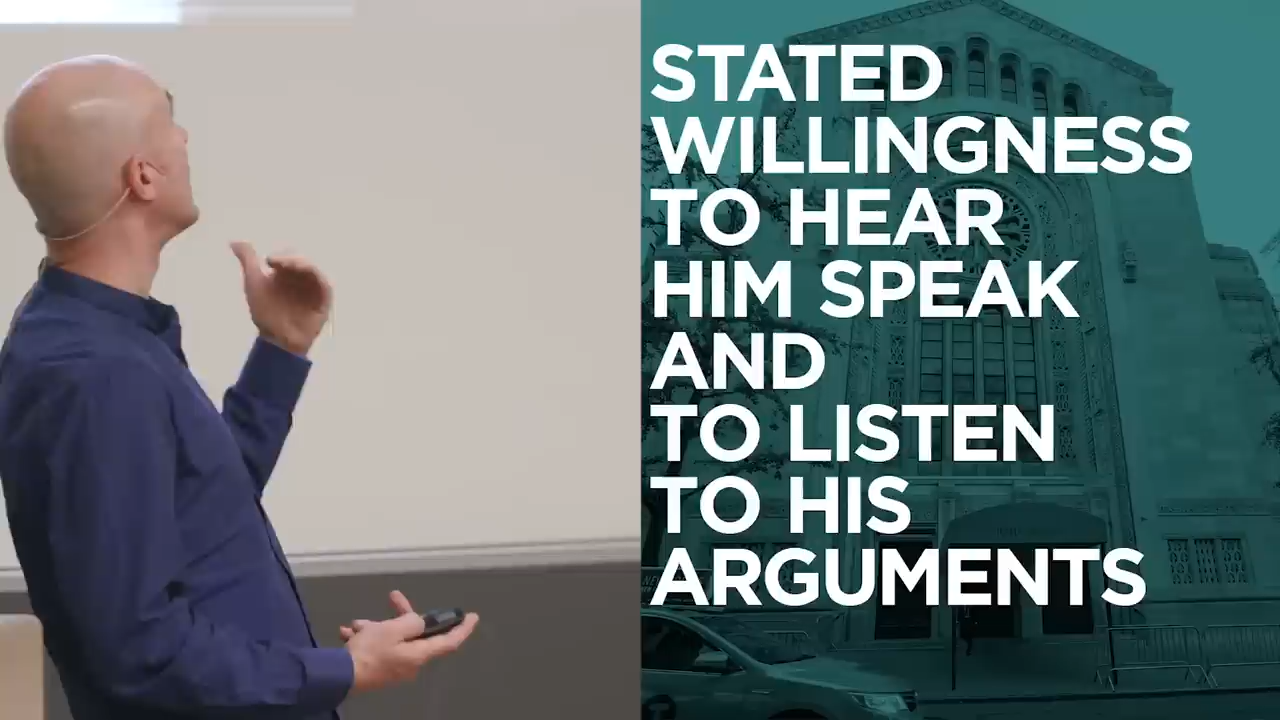 STATED
WILLINGNESS
TO HEAR
HIM SPEAK
AND
TO LISTEN
TO HIS
ARGUMENTS